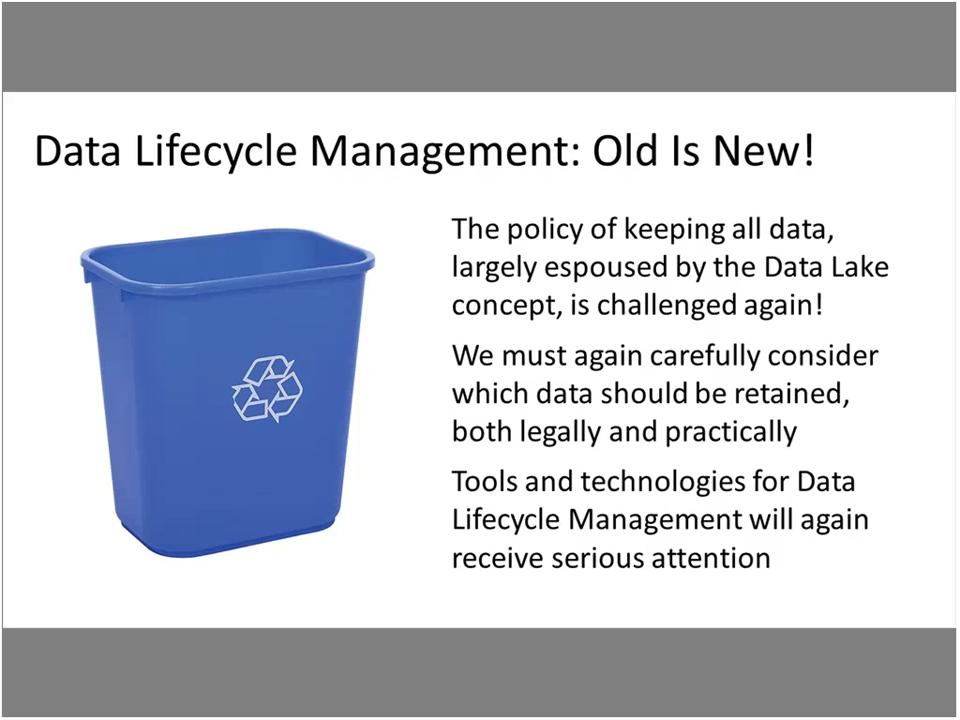 Data Lifecycle Management: Old Is New!
The policy of keeping all data,
largely espoused by the Data Lake
concept, is challenged again!
We must again carefully consider
which data should be retained,
both legally and practically
Tools and technologies for Data
Lifecycle Management will again
receive serious attention